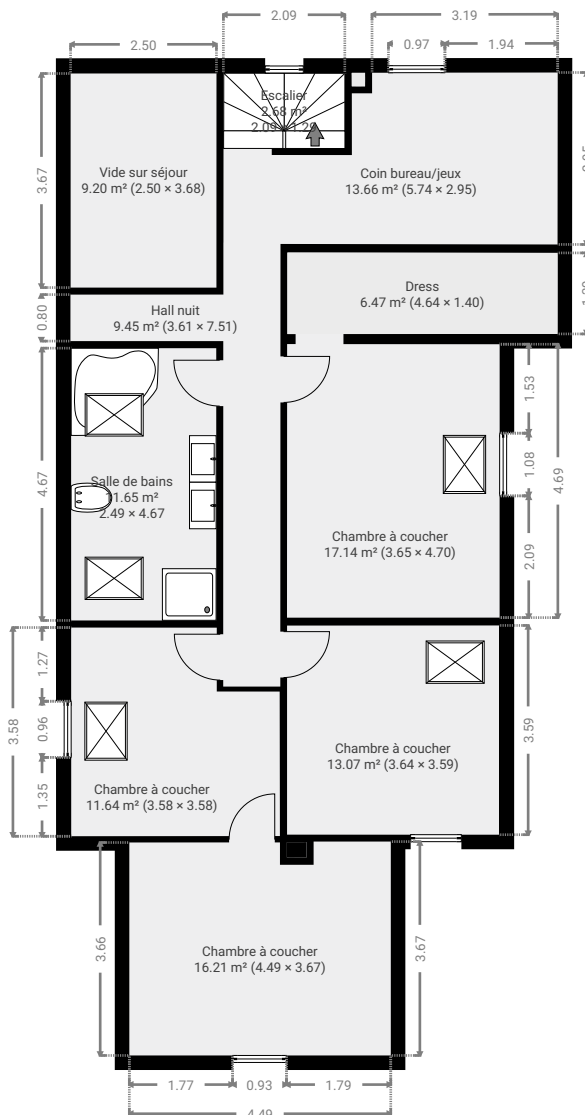 2.09
3.19
2.50
0.97
1.94
Escalier
2.68 m²
Vide sur séjour
9.20 m² (2.50 × 3.68)
Coin bureau/jeux
13.66 m² (5.74 × 2.95)
3.67
Dress
6.47 m² (4.64 × 1.40)
Hall nuit
9.45 m² (3.61 × 7.51)
0.80
1.53
1.08
4.69
2.09
4.67
Salle de bains
2.49 × 4.67
Chambre à coucher
17.14 m² (3.65 × 4.70)
1.27
0.96
3.58
1.35
3.59
Chambre à coucher
13.07 m² (3.64 × 3.59)
Chambre à coucher
11.64 m² (3.58 × 3.58)
3.66
3.67
Chambre à coucher
16.21 m² (4.49 × 3.67)
1.77
0.93
1.79
4.49